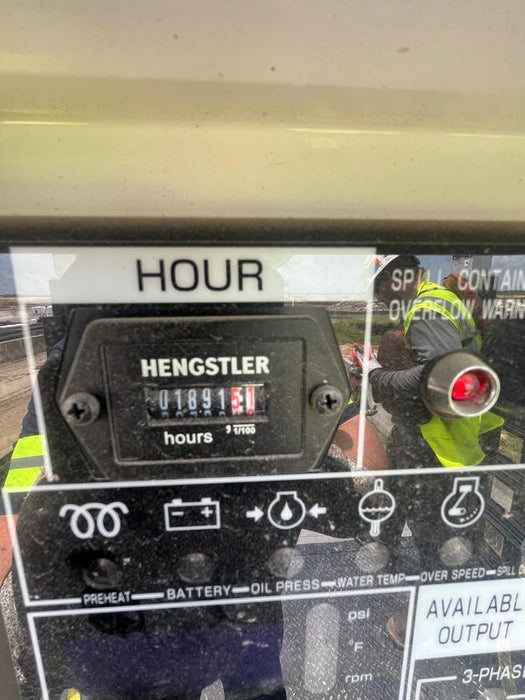 HOUR
SPILL CONTAIN
OVERFLOW WARN
HENGSTLER
0189151
hours , 1/100
PREHEAT BATTERY OIL PRESS WATER TEMP OVER SPEED SPILL
psi
°F
rpm
AVAILABL
OUTPUT
3-PHAS